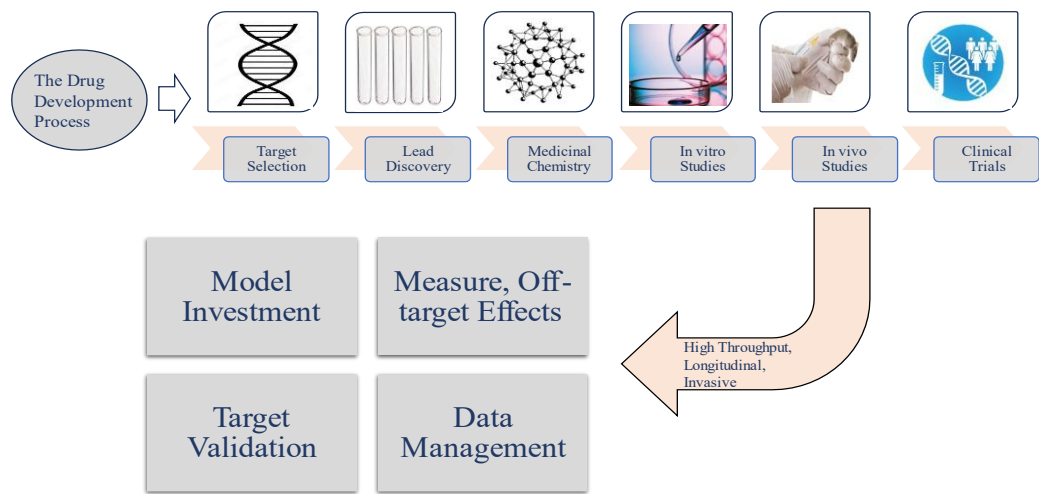 The Drug
Development
Process
Target
Selection
Lead
Discovery
Medicinal
Chemistry
In vitro
Studies
In vivo
Studies
Clinical
Trials
Model
Investment
Measure, Off-
target Effects
High Throughput,
Longitudinal,
Invasive
Target
Validation
Data
Management